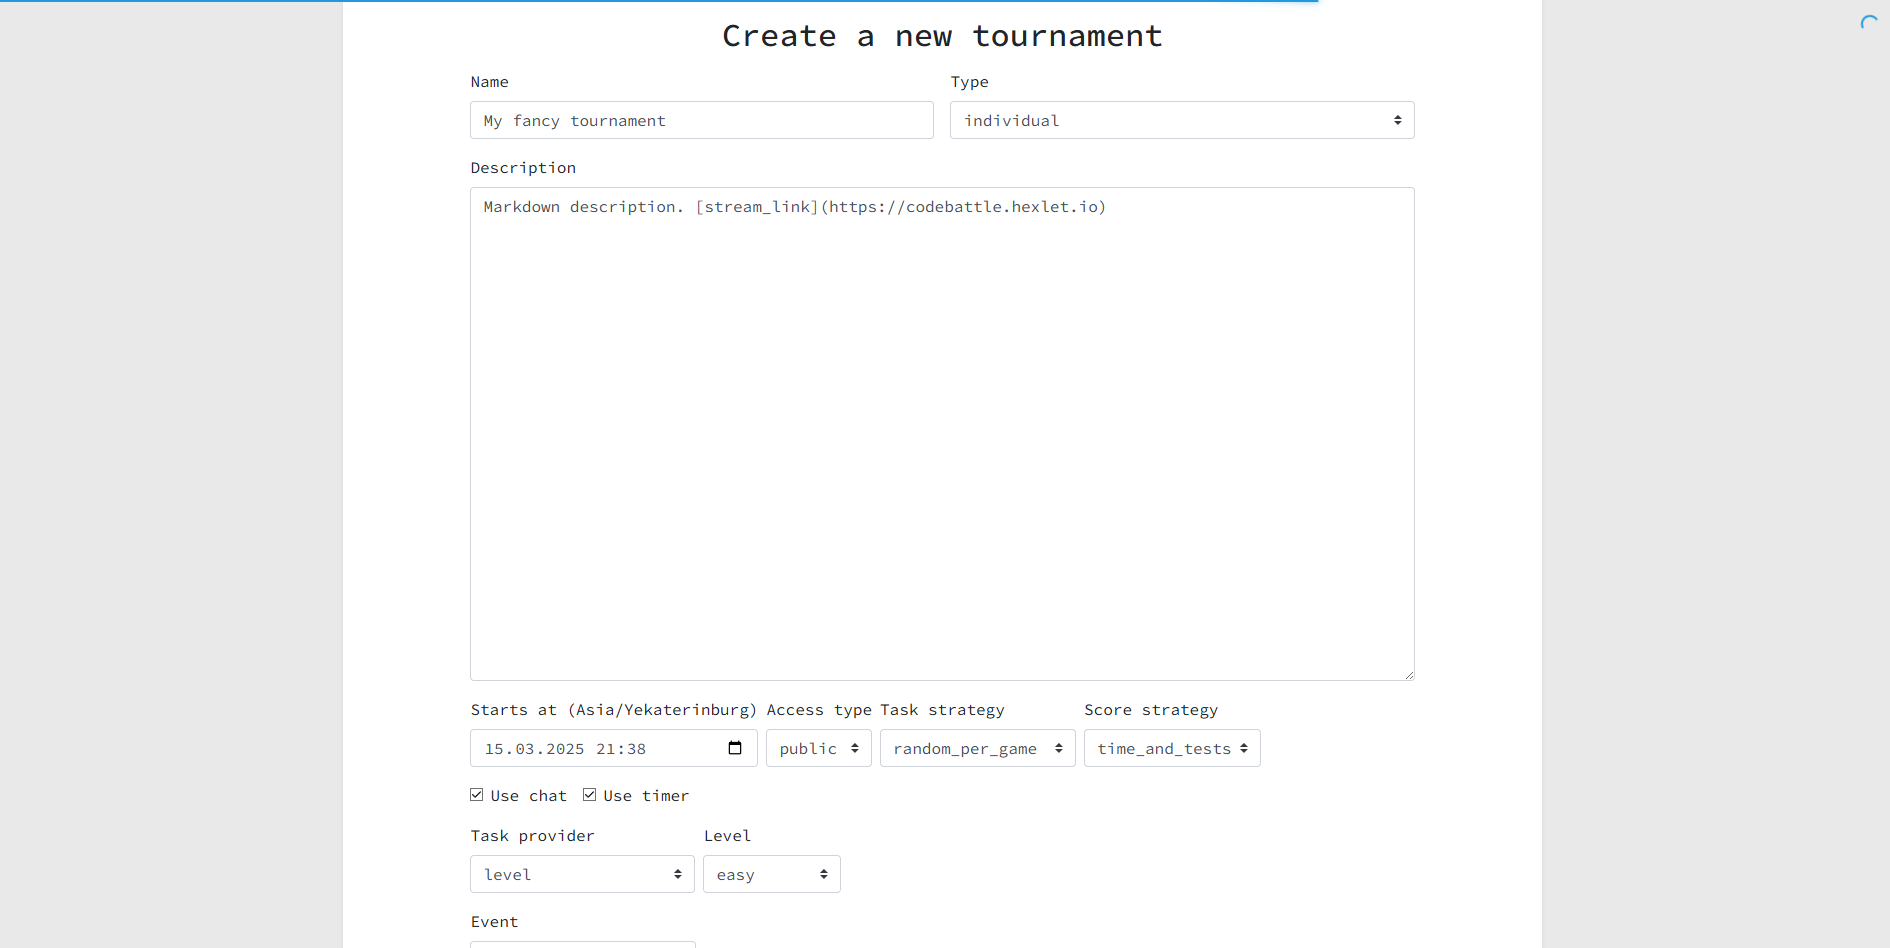 Create a new tournament
Name
Type
My fancy tournament
individual
Description
Markdown description. [stream_link](https://codebattle.hexlet.io)
Starts at (Asia/Yekaterinburg)
Access type
Task strategy
Score strategy
15.03.2025 21:38
public
random_per_game
time_and_tests
Use chat
Use timer
Task provider
Level
level
easy
Event